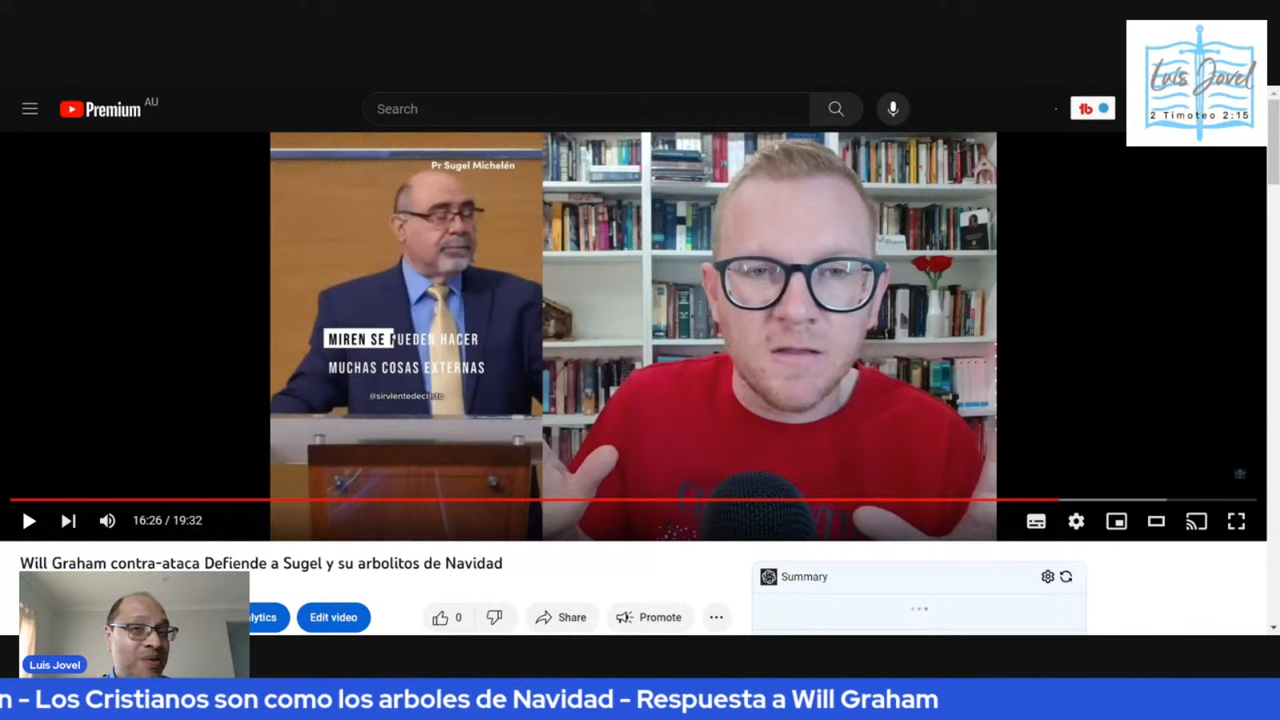 Luis Jovel
2 Timoteo 2:15
Premium AU
Search
Pr Sugel Michelén
MIREN SE PUEDEN HACER
MUCHAS COSAS EXTERNAS
@sirvientedecristo
16:26 / 19:32
Will Graham contra-ataca Defiende a Sugel y su arbolitos de Navidad
Summary
lytics
Edit video
0
Share
Promote
Luis Jovel
n - Los Cristianos son como los arboles de Navidad - Respuesta a Will Graham